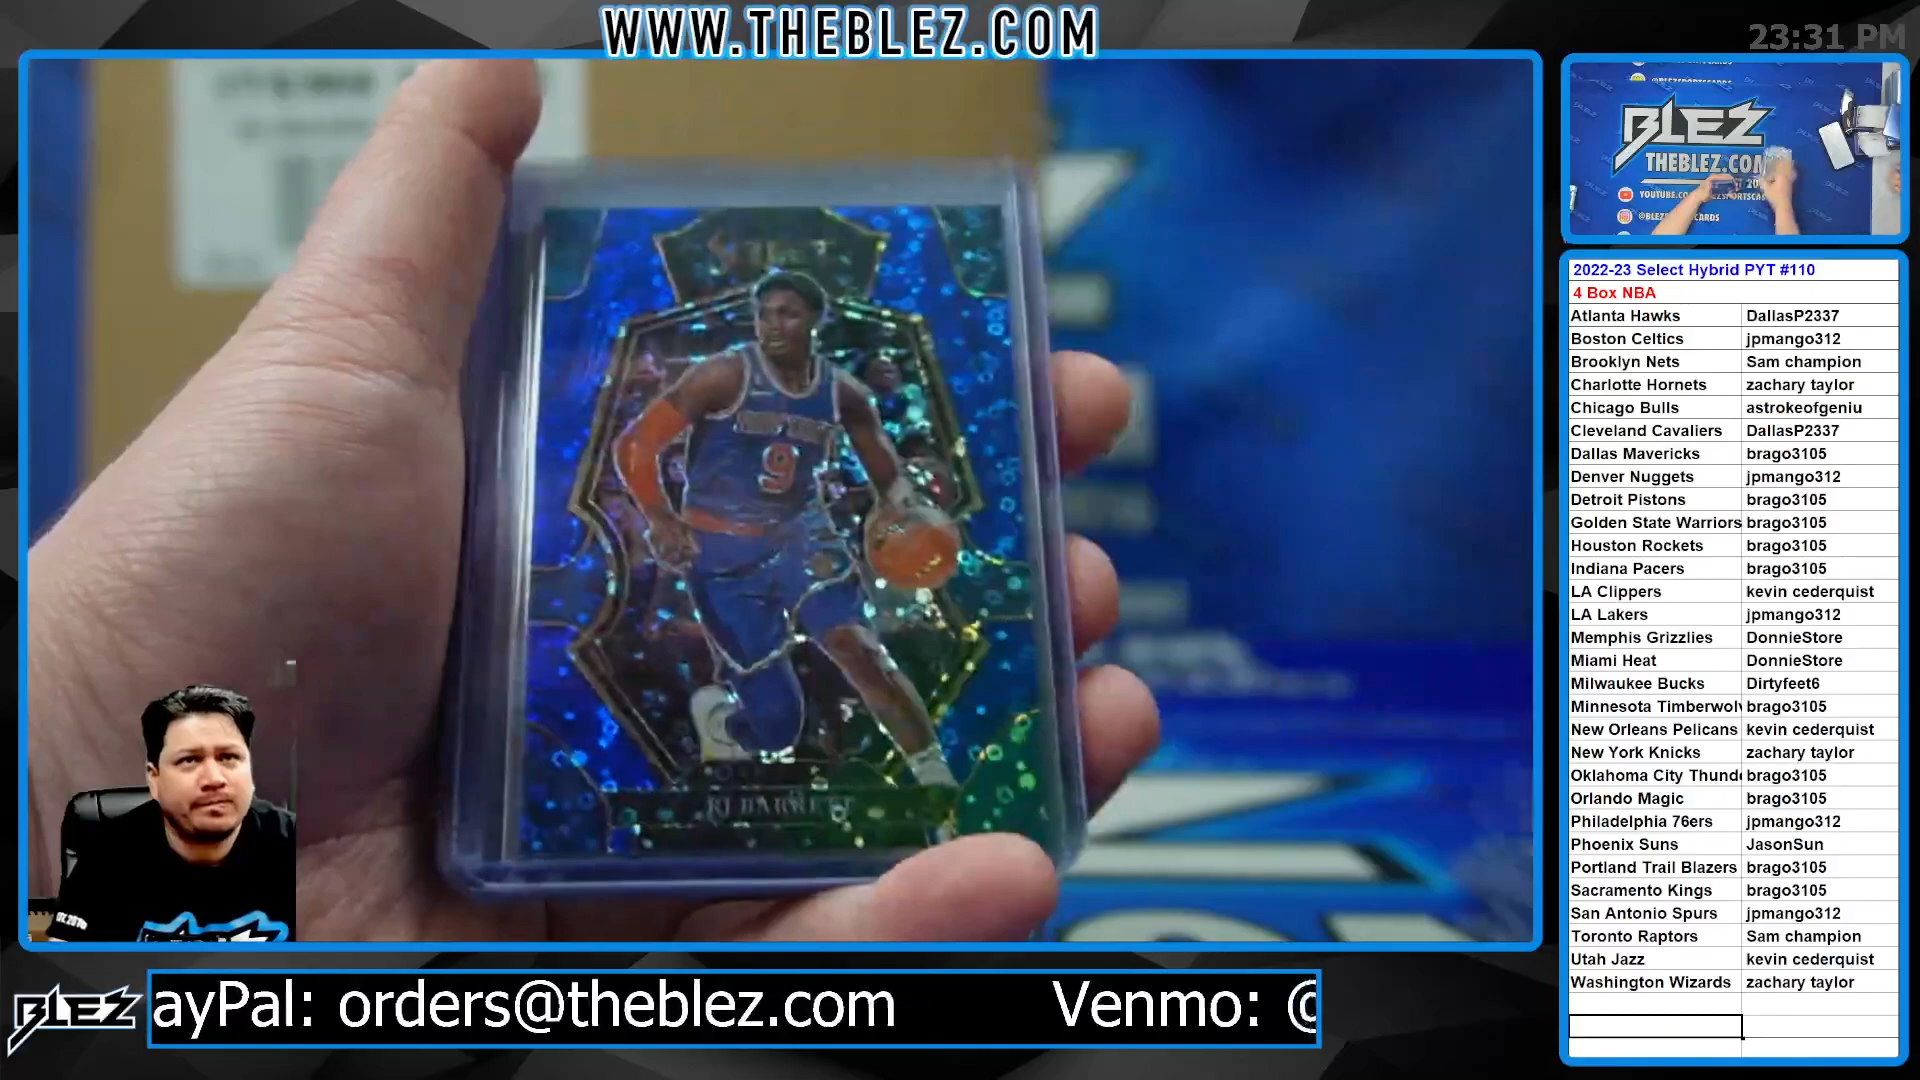 WWW.THEBLEZ.COM
23:31 PM
SELECT
9
RJ BARRETT
BLEZ
THEBLEZ.COM
2022-23 Select Hybrid PYT #110
4 Box NBA
Atlanta Hawks DallasP2337
Boston Celtics jpmango312
Brooklyn Nets Sam champion
Charlotte Hornets zachary taylor
Chicago Bulls astrokeofgeniu
Cleveland Cavaliers DallasP2337
Dallas Mavericks brago3105
Denver Nuggets jpmango312
Detroit Pistons brago3105
Golden State Warriors brago3105
Houston Rockets brago3105
Indiana Pacers brago3105
LA Clippers kevin cederquist
LA Lakers jpmango312
Memphis Grizzlies DonnieStore
Miami Heat DonnieStore
Milwaukee Bucks Dirtyfeet6
Minnesota Timberwolv brago3105
New Orleans Pelicans kevin cederquist
New York Knicks zachary taylor
Oklahoma City Thund brago3105
Orlando Magic brago3105
Philadelphia 76ers jpmango312
Phoenix Suns JasonSun
Portland Trail Blazers brago3105
Sacramento Kings brago3105
San Antonio Spurs jpmango312
Toronto Raptors Sam champion
Utah Jazz kevin cederquist
Washington Wizards zachary taylor
BLEZ
ayPal: orders@theblez.com Venmo: @